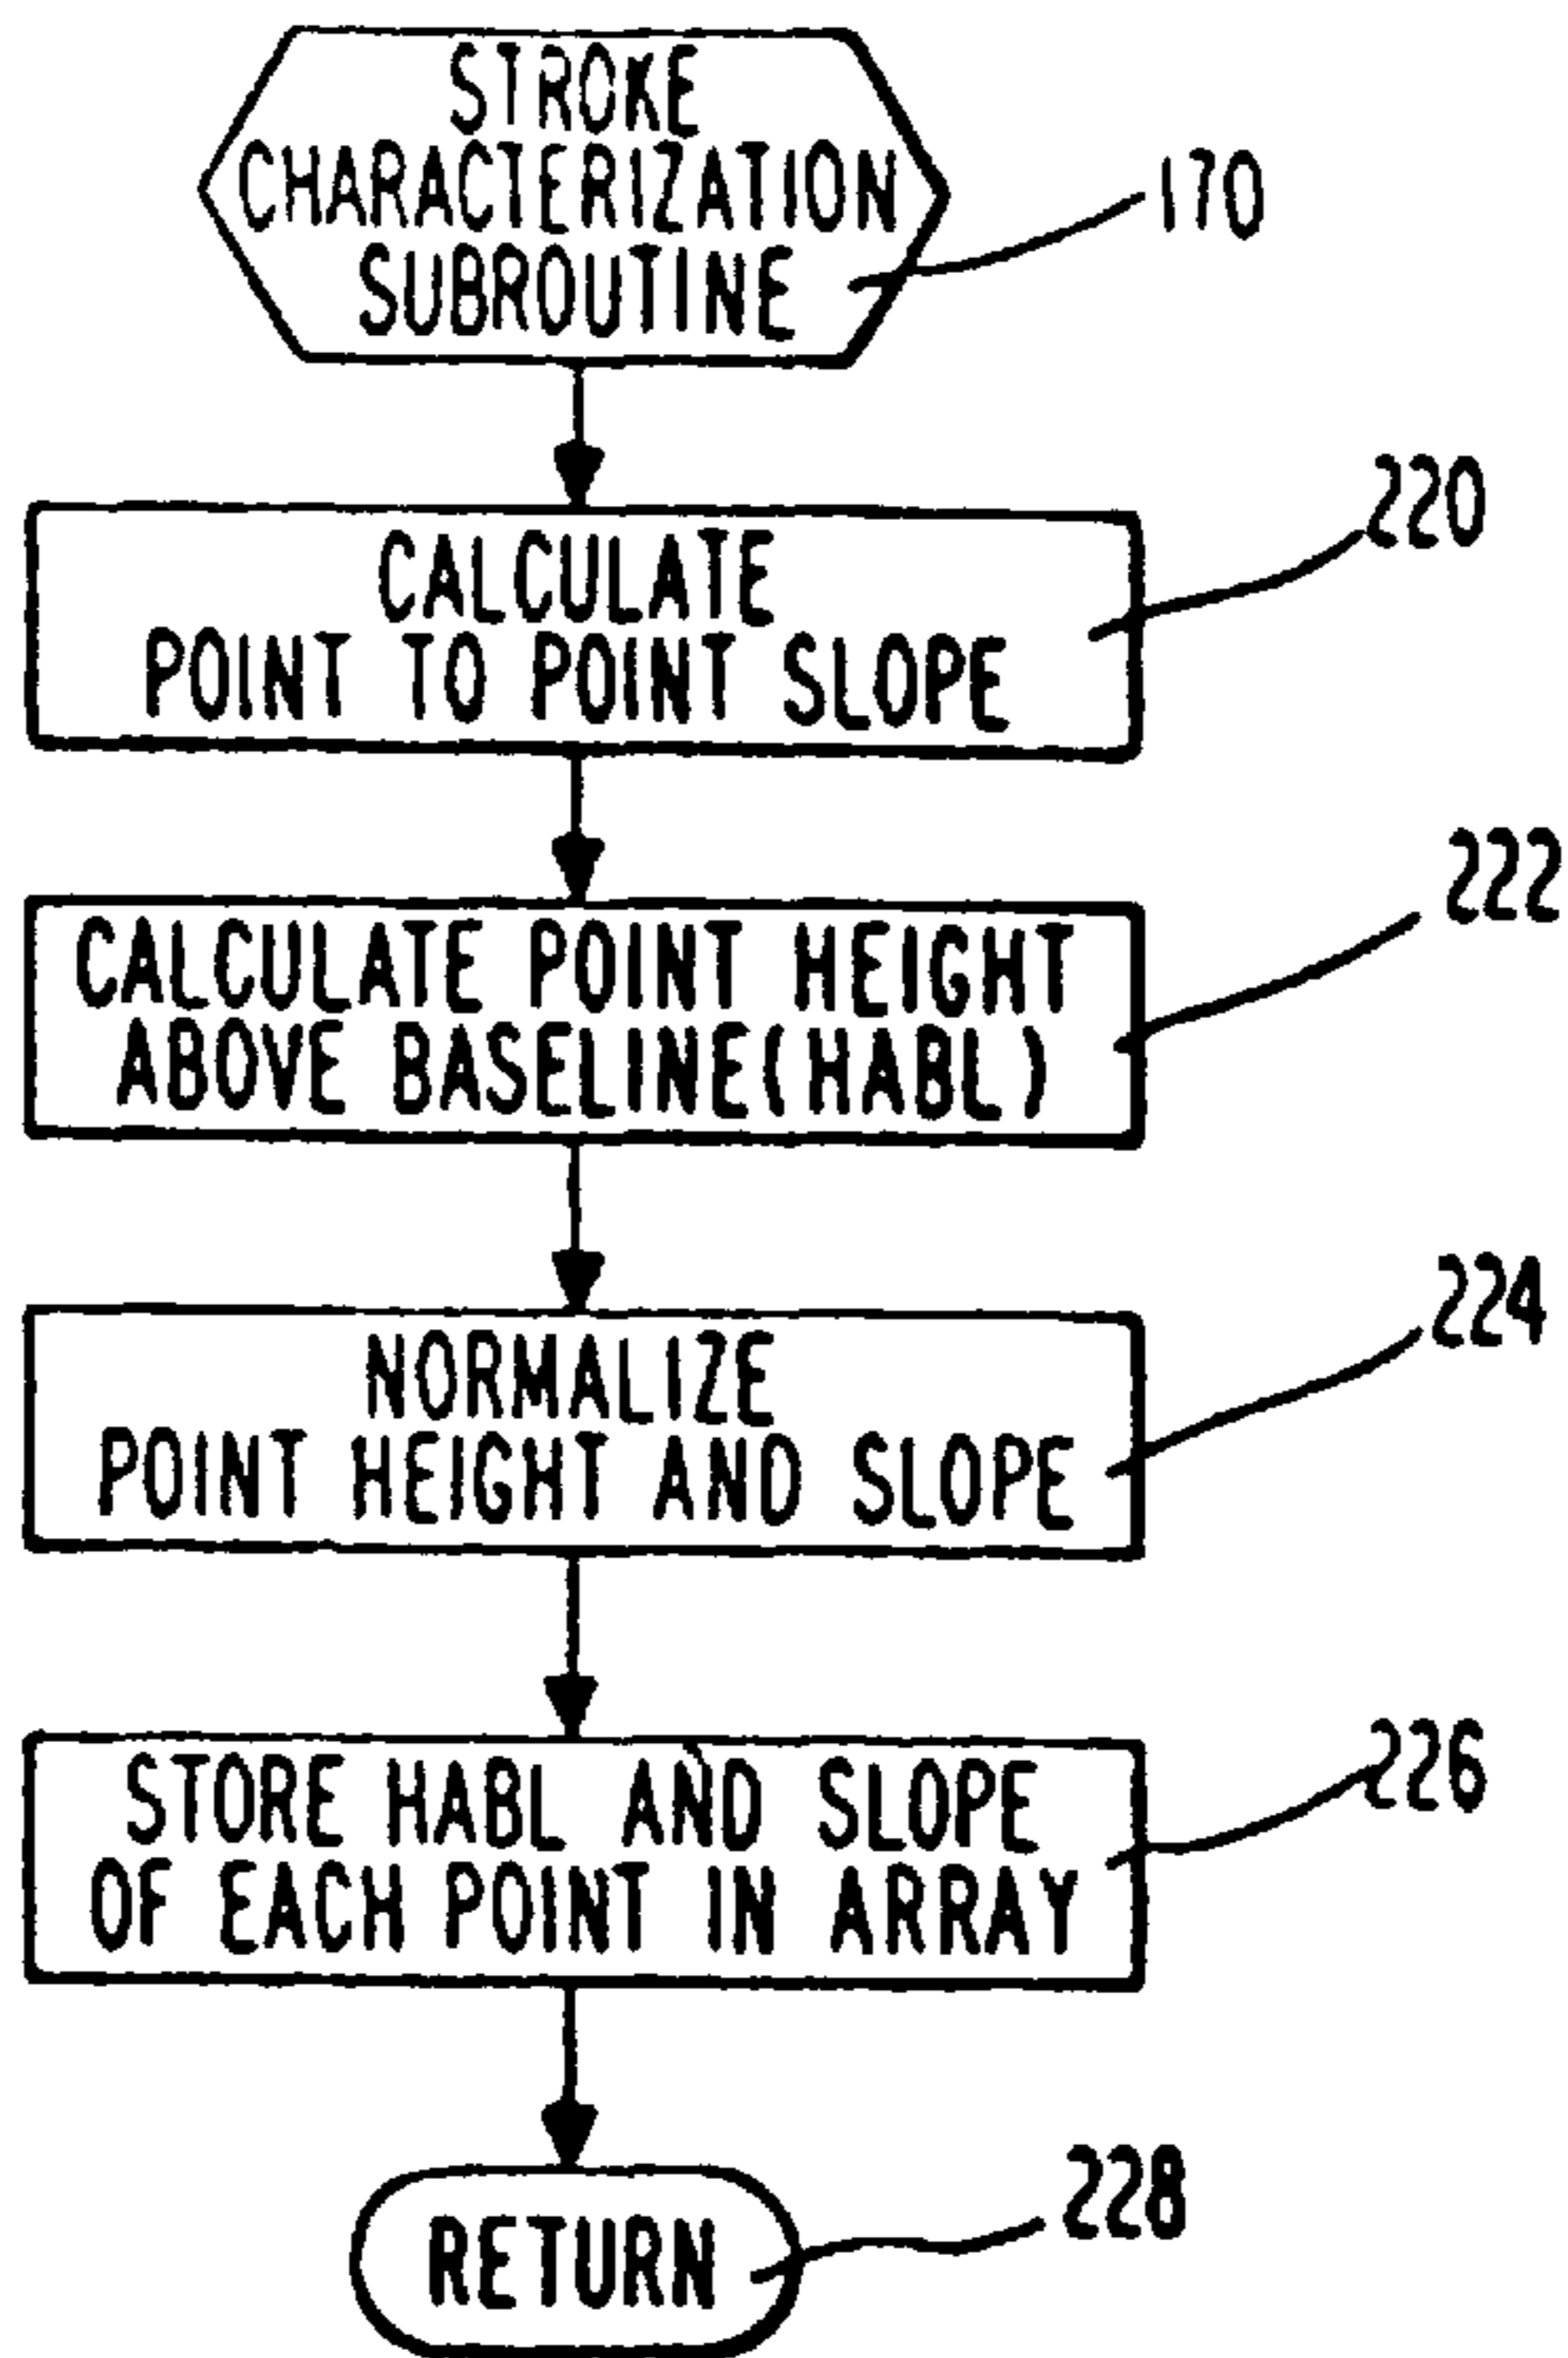 STROKE
CHARACTERIZATION
SUBROUTINE
170
220
CALCULATE
POINT TO POINT SLOPE
222
CALCULATE POINT HEIGHT
ABOVE BASELINE(HABL)
224
NORMALIZE
POINT HEIGHT AND SLOPE
226
STORE HABL AND SLOPE
OF EACH POINT IN ARRAY
228
RETURN